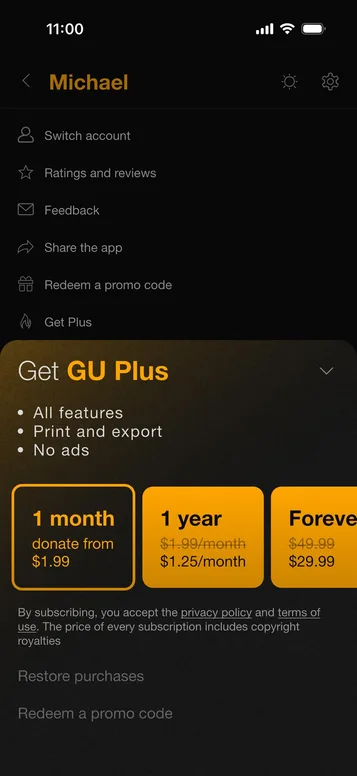 11:00
Michael
Switch account
Ratings and reviews
Feedback
Share the app
Redeem a promo code
Get Plus
Get GU Plus
• All features
• Print and export
• No ads
1 month
donate from
$1.99
1 year
$1.99/month
$1.25/month
Foreve
$49.99
$29.99
By subscribing, you accept the privacy policy and terms of
use. The price of every subscription includes copyright
royalties
Restore purchases
Redeem a promo code